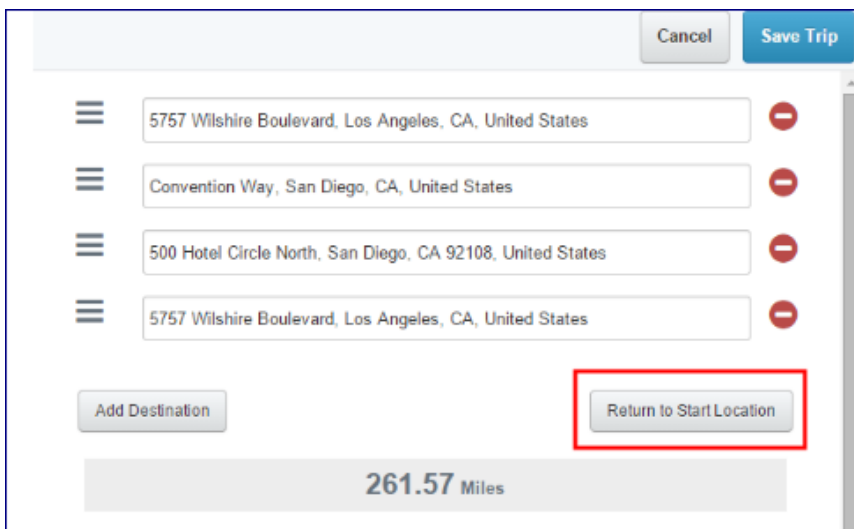 Cancel
Save Trip
5757 Wilshire Boulevard, Los Angeles, CA, United States
Convention Way, San Diego, CA, United States
500 Hotel Circle North, San Diego, CA 92108, United States
5757 Wilshire Boulevard, Los Angeles, CA, United States
Add Destination
Return to Start Location
261.57 Miles